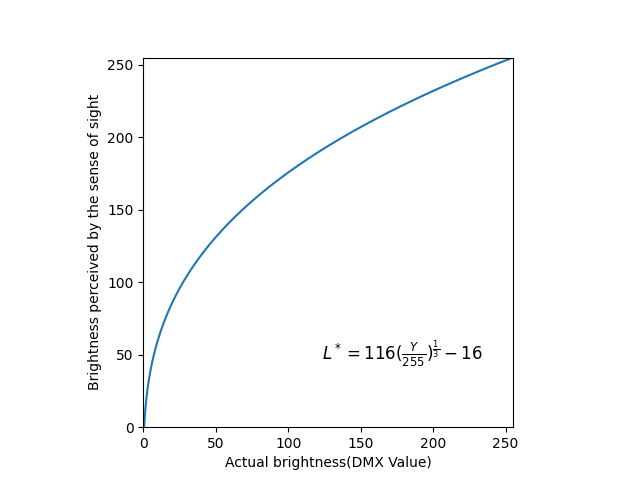 250
200
150
100
50
0
Brightness perceived by the sense of sight
L* = 116(Y/255)^(1/3) − 16
0 50 100 150 200 250
Actual brightness(DMX Value)